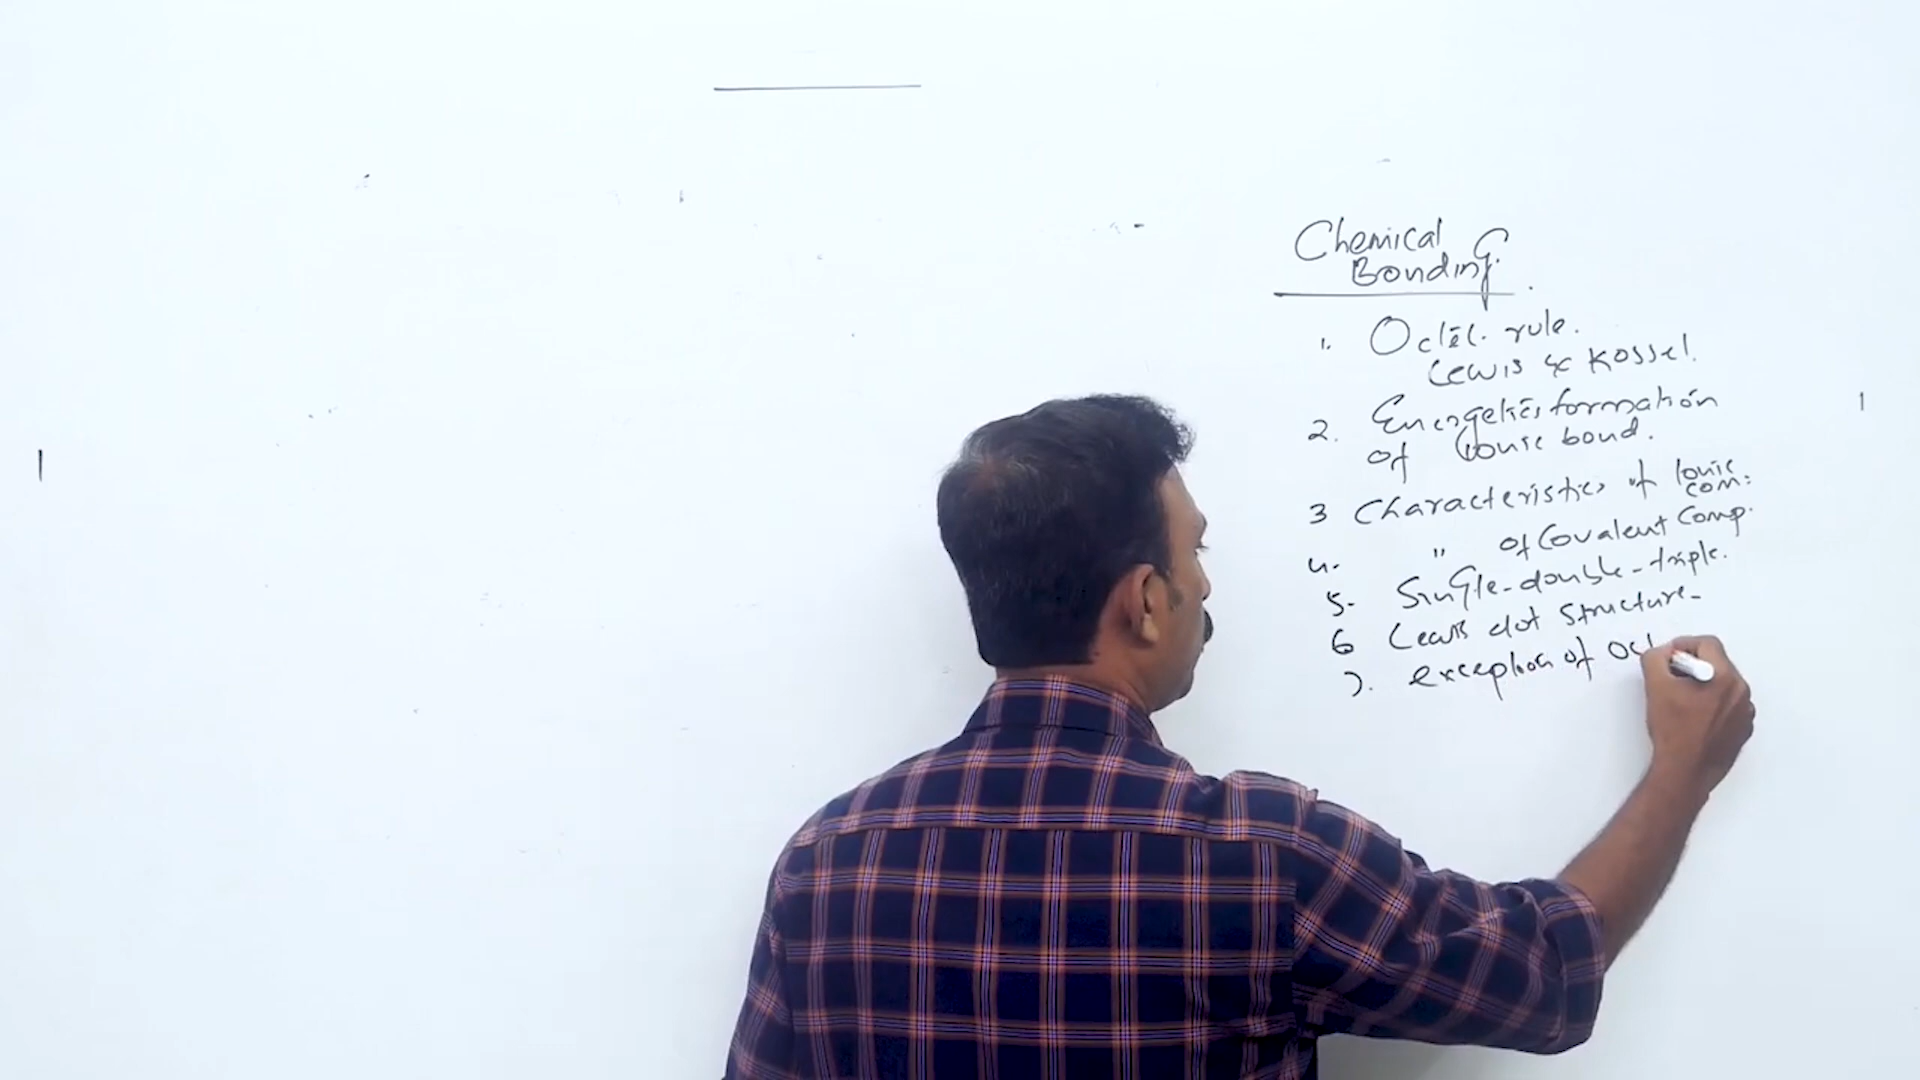 Chemical
Bonding.
1. Octet. rule.
Lewis & Kossel.
2. Energetics formation
of Ionic bond.
3 Characteristics of Ionic
com:
4. " of Covalent Comp.
5. Single-double-triple.
6 Lewis dot structure-
7. exception of Oct